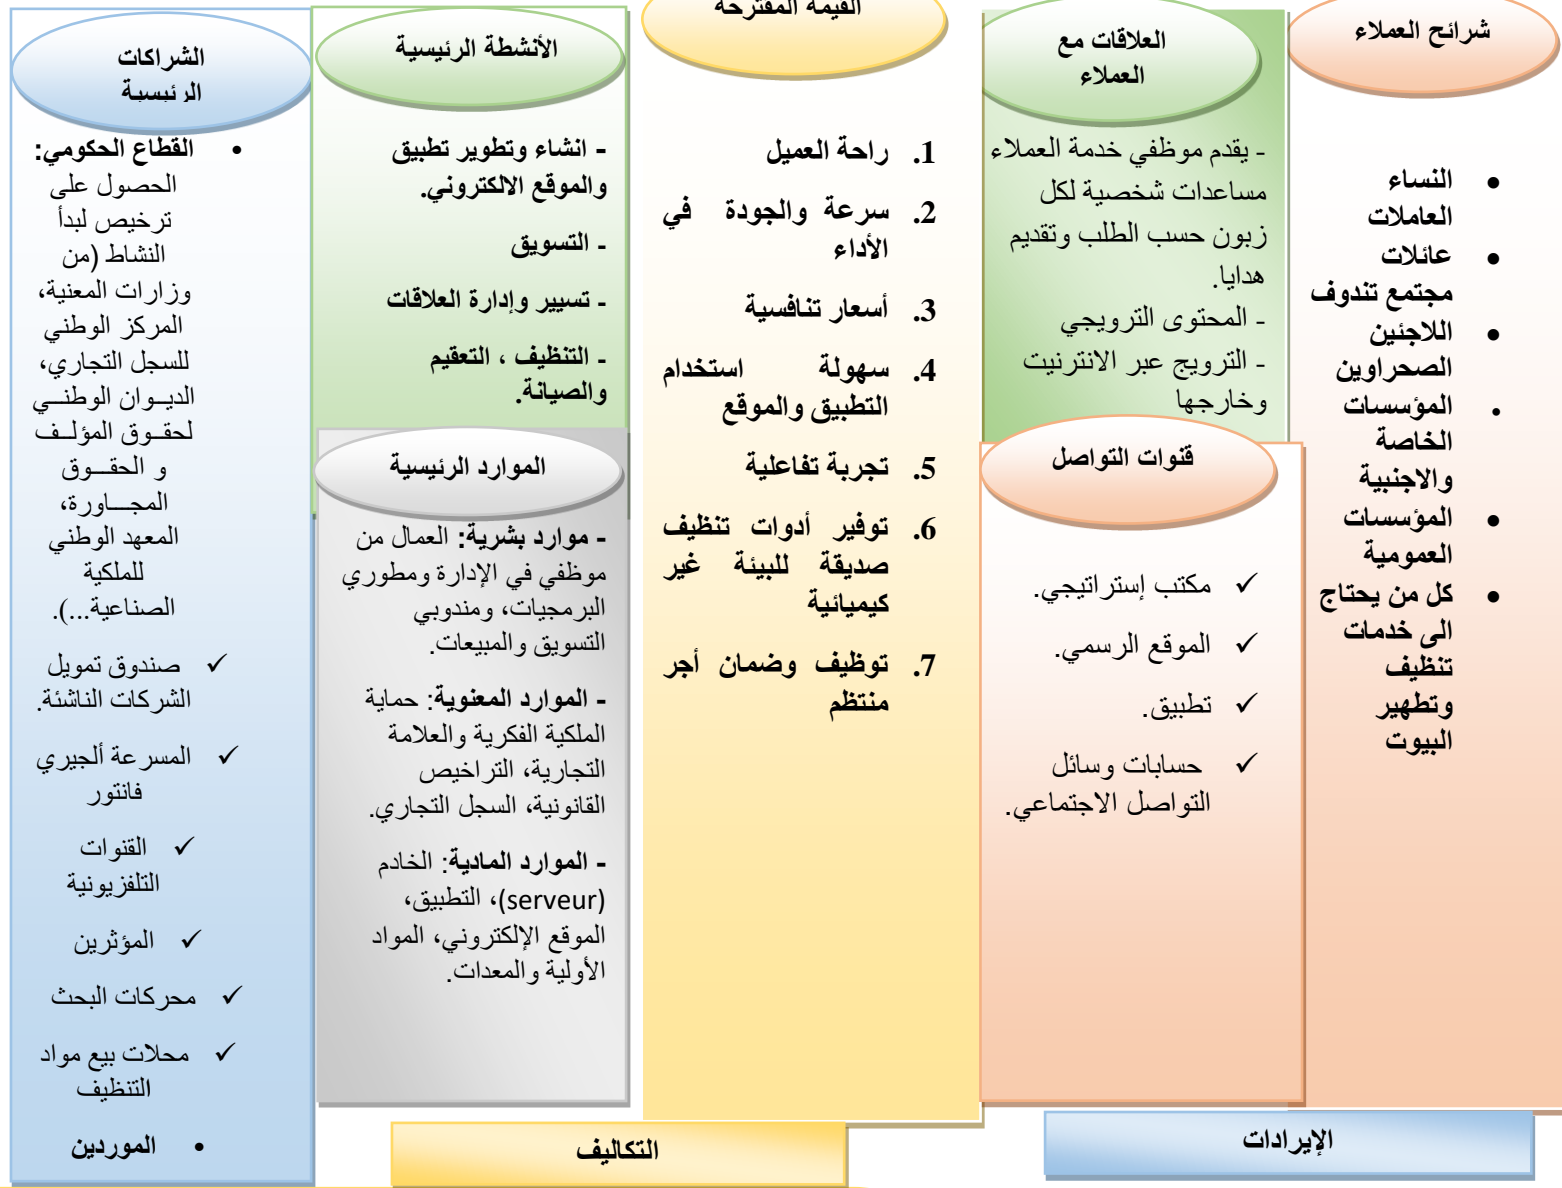 شرائح العملاء
• النساء
العاملات
• عائلات
مجتمع تندوف
• اللاجئين
الصحراوين
• المؤسسات
الخاصة
والاجنبية
• المؤسسات
العمومية
• كل من يحتاج
الى خدمات
تنظيف
وتطهير
البيوت
العلاقات مع
العملاء
- يقدم موظفي خدمة العملاء
مساعدات شخصية لكل
زبون حسب الطلب وتقديم
هدايا.
- المحتوى الترويجي
- الترويج عبر الانترنيت
وخارجها
قنوات التواصل
✓ مكتب إستراتيجي.
✓ الموقع الرسمي.
✓ تطبيق.
✓ حسابات وسائل
التواصل الاجتماعي.
القيمة المقترحة
1. راحة العميل
2. سرعة والجودة في
الأداء
3. أسعار تنافسية
4. سهولة استخدام
التطبيق والموقع
5. تجربة تفاعلية
6. توفير أدوات تنظيف
صديقة للبيئة غير
كيميائية
7. توظيف وضمان أجر
منتظم
الأنشطة الرئيسية
- انشاء وتطوير تطبيق
والموقع الالكتروني.
- التسويق
- تسيير وإدارة العلاقات
- التنظيف ، التعقيم
والصيانة.
الموارد الرئيسية
- موارد بشرية: العمال من
موظفي في الإدارة ومطوري
البرمجيات، ومندوبي
التسويق والمبيعات.
- الموارد المعنوية: حماية
الملكية الفكرية والعلامة
التجارية، التراخيص
القانونية، السجل التجاري.
- الموارد المادية: الخادم
(serveur)، التطبيق،
الموقع الإلكتروني، المواد
الأولية والمعدات.
الشراكات
الرئيسية
• القطاع الحكومي:
الحصول على
ترخيص لبدأ
النشاط (من
وزارات المعنية،
المركز الوطني
للسجل التجاري،
الديــوان الوطنــي
لحقــوق المؤلــف
و الحقـــوق
المجـــاورة،
المعهد الوطني
للملكية
الصناعية...).
✓ صندوق تمويل
الشركات الناشئة.
✓ المسرعة ألجيري
فانتور
✓ القنوات
التلفزيونية
✓ المؤثرين
✓ محركات البحث
✓ محلات بيع مواد
التنظيف
• الموردين
الإيرادات
التكاليف